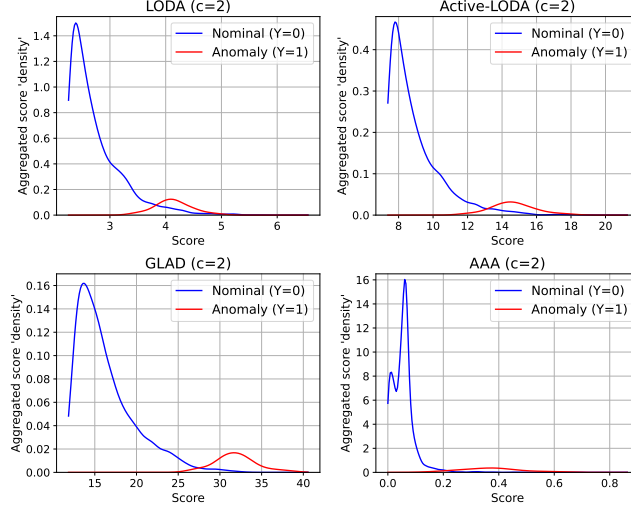 LODA (c=2)
Aggregated score 'density'
1.4
1.2
1.0
0.8
0.6
0.4
0.2
0.0
Nominal (Y=0)
Anomaly (Y=1)
3 4 5 6
Score
Active-LODA (c=2)
Aggregated score 'density'
0.4
0.3
0.2
0.1
0.0
Nominal (Y=0)
Anomaly (Y=1)
8 10 12 14 16 18 20
Score
GLAD (c=2)
Aggregated score 'density'
0.16
0.14
0.12
0.10
0.08
0.06
0.04
0.02
0.00
Nominal (Y=0)
Anomaly (Y=1)
15 20 25 30 35 40
Score
AAA (c=2)
Aggregated score 'density'
16
14
12
10
8
6
4
2
0
Nominal (Y=0)
Anomaly (Y=1)
0.0 0.2 0.4 0.6 0.8
Score